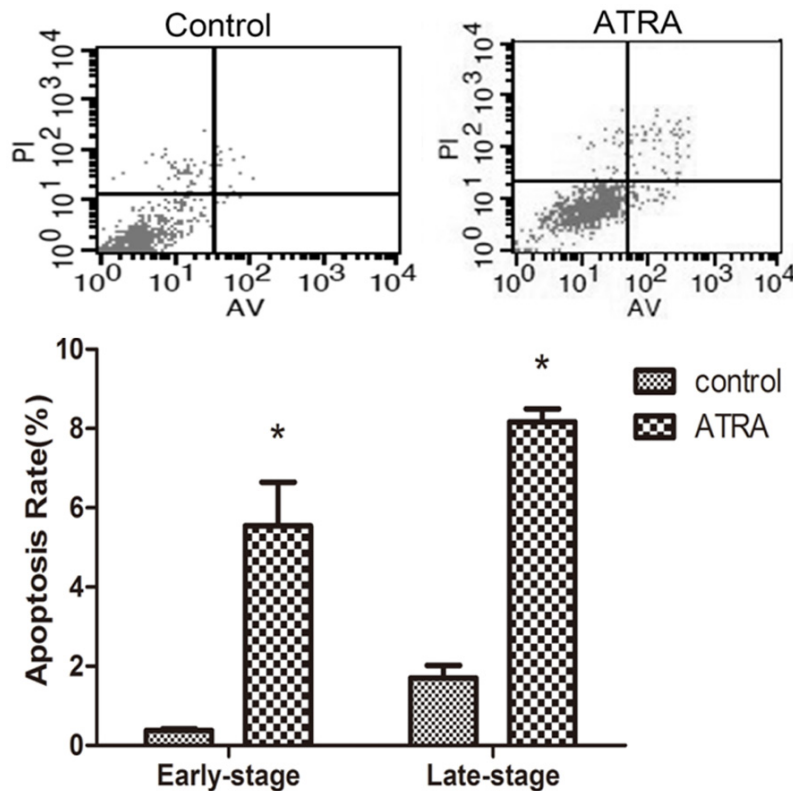 Control ATRA
PI 10⁴ 10³ 10² 10¹ 10⁰
10⁰ 10¹ 10² 10³ 10⁴
AV
PI 10⁴ 10³ 10² 10¹ 10⁰
10⁰ 10¹ 10² 10³ 10⁴
AV
Apoptosis Rate(%)
10
8
6
4
2
0
*
*
control
ATRA
Early-stage Late-stage